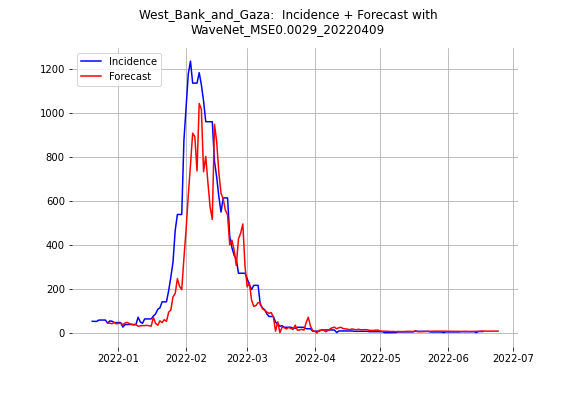 West_Bank_and_Gaza:  Incidence + Forecast with
WaveNet_MSE0.0029_20220409
Incidence
Forecast
1200
1000
800
600
400
200
0
2022-01 2022-02 2022-03 2022-04 2022-05 2022-06 2022-07